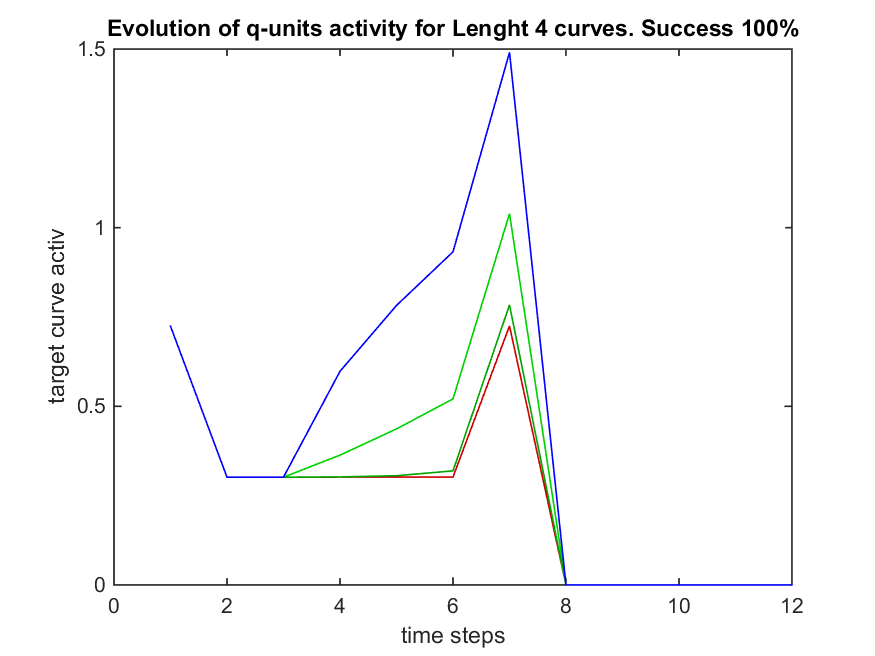 Evolution of q-units activity for Lenght 4 curves. Success 100%
1.5
1
0.5
0
target curve activ
0 2 4 6 8 10 12
time steps